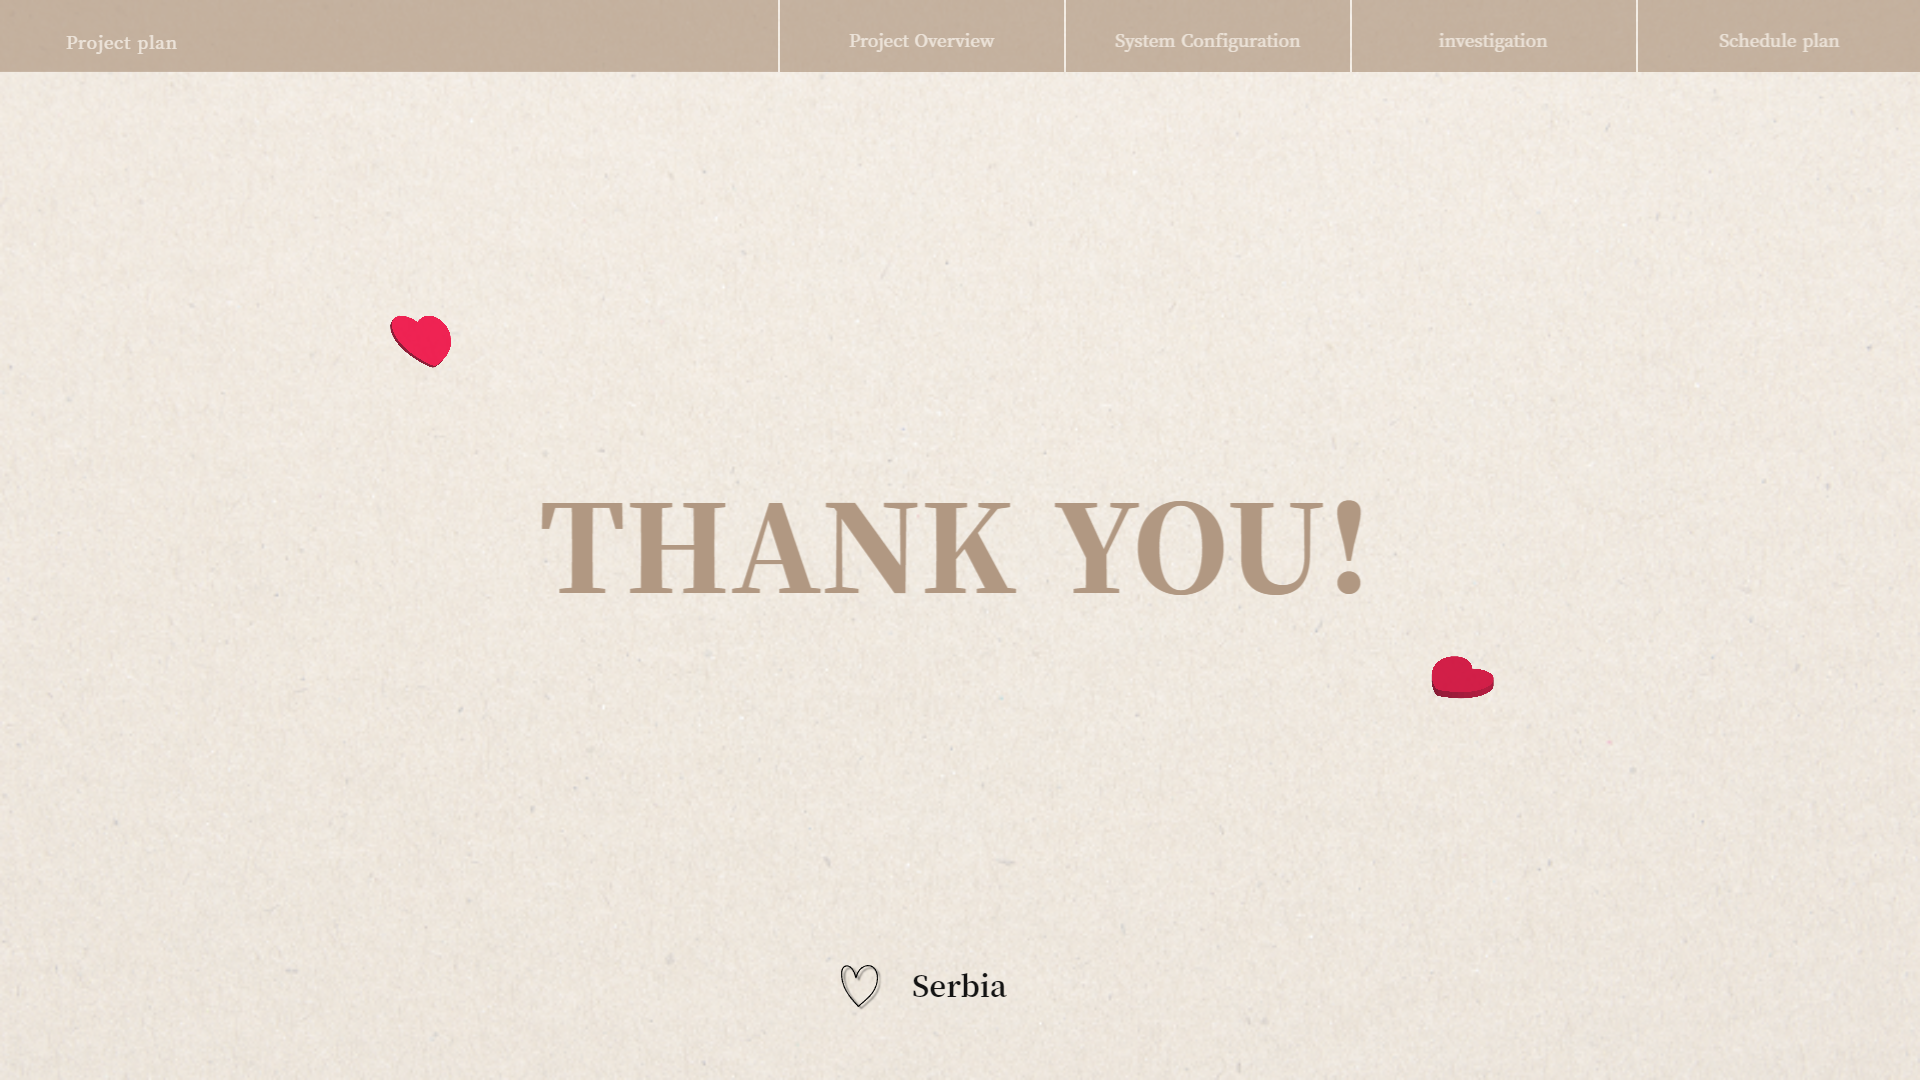 Project plan
Project Overview
System Configuration
investigation
Schedule plan
THANK YOU!
Serbia